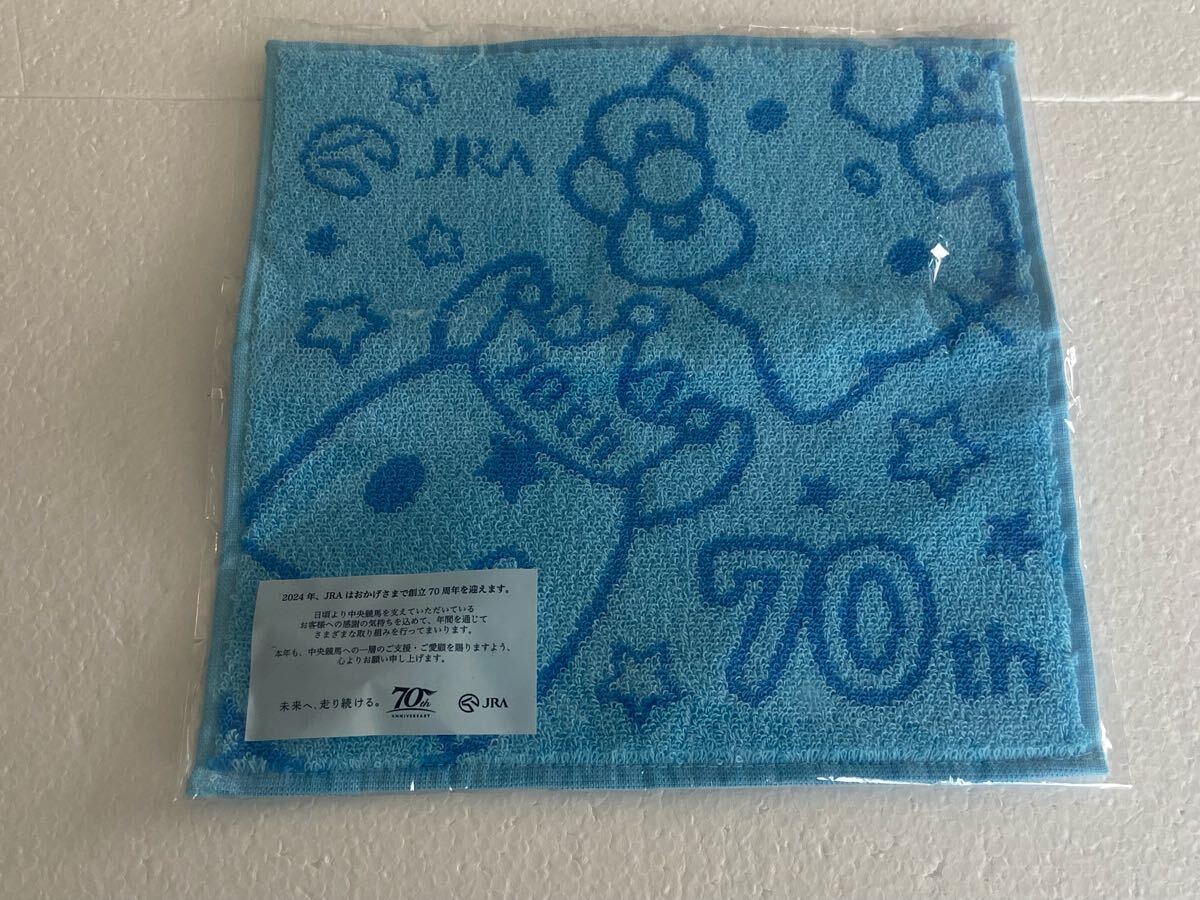 JRA
70th
70th
2024年、JRAはおかげさまで創立70周年を迎えます。
日頃より中央競馬を支えていただいている
お客様への感謝の気持ちを込めて、年間を通じて
さまざまな取り組みを行ってまいります。
本年も、中央競馬への一層のご支援・ご愛顧を賜りますよう、
心よりお願い申し上げます。
未来へ、走り続ける。
70th
ANNIVERSARY
JRA